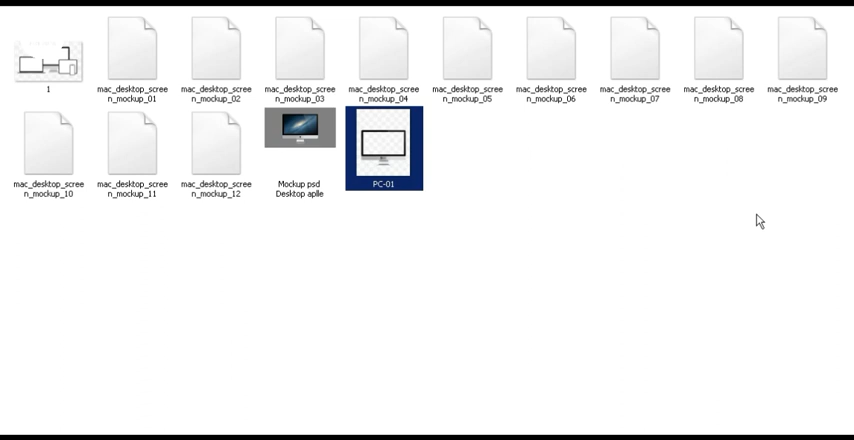 1
mac_desktop_scree
n_mockup_01
mac_desktop_scree
n_mockup_02
mac_desktop_scree
n_mockup_03
mac_desktop_scree
n_mockup_04
mac_desktop_scree
n_mockup_05
mac_desktop_scree
n_mockup_06
mac_desktop_scree
n_mockup_07
mac_desktop_scree
n_mockup_08
mac_desktop_scree
n_mockup_09
mac_desktop_scree
n_mockup_10
mac_desktop_scree
n_mockup_11
mac_desktop_scree
n_mockup_12
Mockup psd
Desktop aplle
PC-01